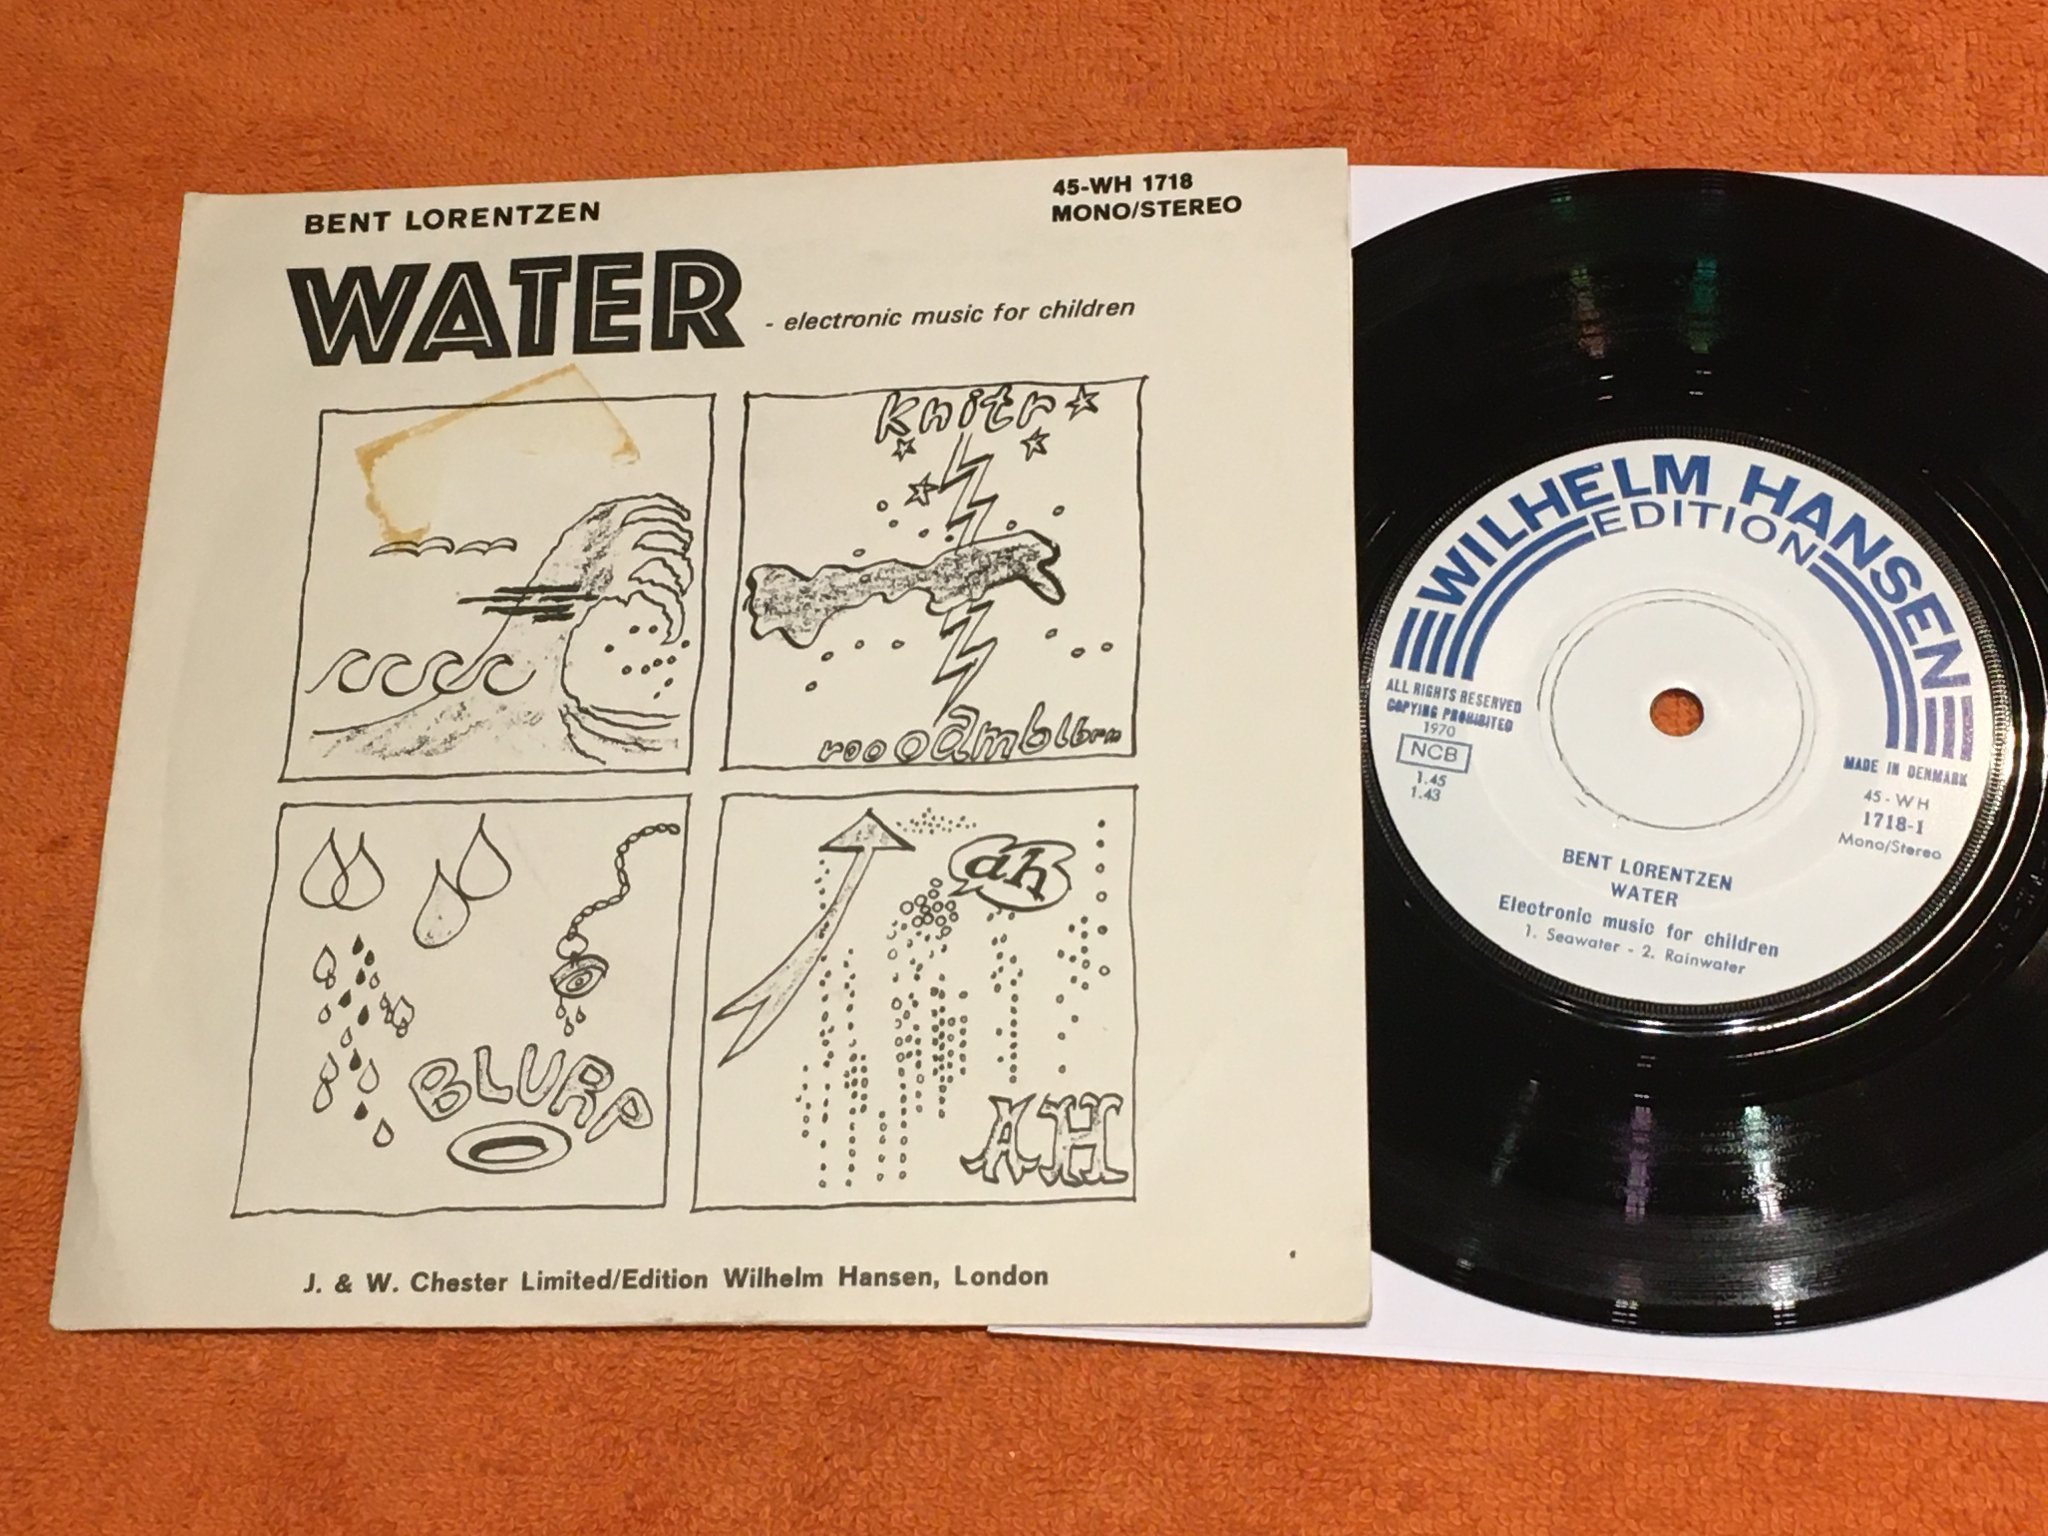 BENT LORENTZEN
45-WH 1718
MONO/STEREO
WATER
- electronic music for children
knitr
roooomblbrm
BLURP
ah
AH
J. & W. Chester Limited/Edition Wilhelm Hansen, London
WILHELM HANSEN
EDITION
ALL RIGHTS RESERVED
COPYING PROHIBITED
1970
NCB
1.45
1.43
MADE IN DENMARK
45-WH
1718-1
Mono/Stereo
BENT LORENTZEN
WATER
Electronic music for children
1. Seawater - 2. Rainwater